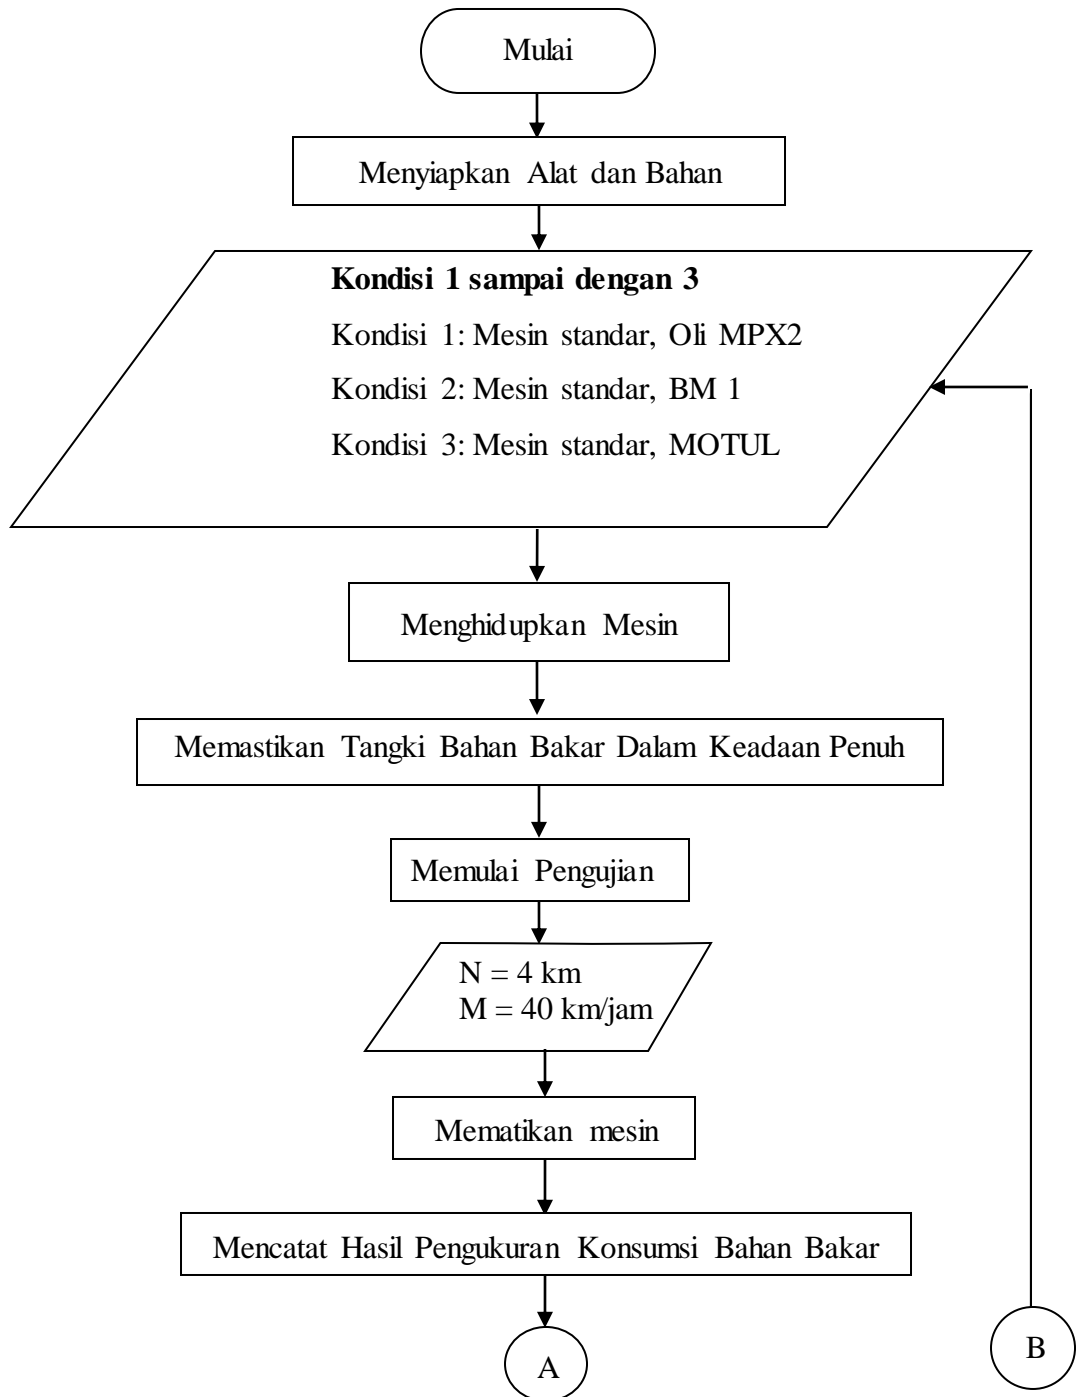 Mulai
Menyiapkan Alat dan Bahan
Kondisi 1 sampai dengan 3
Kondisi 1: Mesin standar, Oli MPX2
Kondisi 2: Mesin standar, BM 1
Kondisi 3: Mesin standar, MOTUL
Menghidupkan Mesin
Memastikan Tangki Bahan Bakar Dalam Keadaan Penuh
Memulai Pengujian
N = 4 km
M = 40 km/jam
Mematikan mesin
Mencatat Hasil Pengukuran Konsumsi Bahan Bakar
A
B